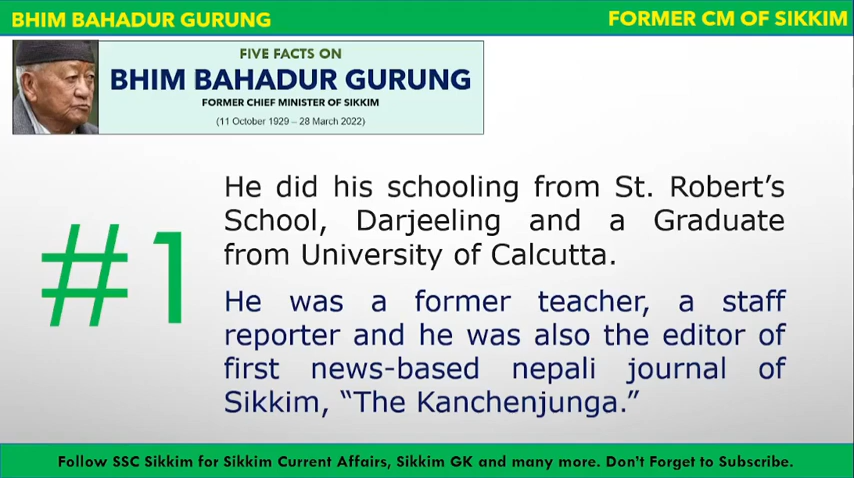 BHIM BAHADUR GURUNG
FORMER CM OF SIKKIM
FIVE FACTS ON
BHIM BAHADUR GURUNG
FORMER CHIEF MINISTER OF SIKKIM
(11 October 1929 – 28 March 2022)
#1
He did his schooling from St. Robert’s
School, Darjeeling and a Graduate
from University of Calcutta.
He was a former teacher, a staff
reporter and he was also the editor of
first news-based nepali journal of
Sikkim, “The Kanchenjunga.”
Follow SSC Sikkim for Sikkim Current Affairs, Sikkim GK and many more. Don't Forget to Subscribe.